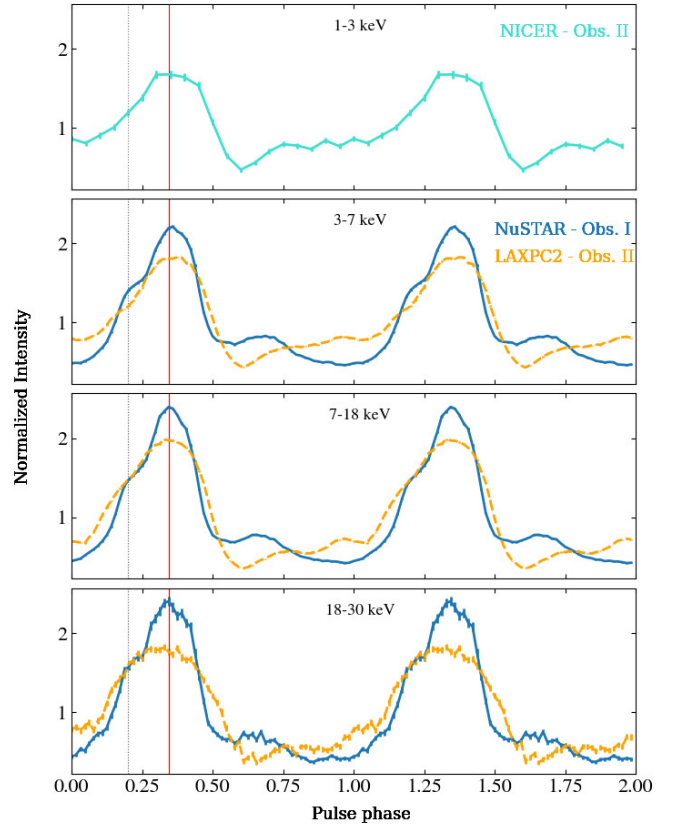 1-3 keV
NICER - Obs. II
2
1
3-7 keV
NuSTAR - Obs. I
LAXPC2 - Obs. II
2
1
7-18 keV
2
1
18-30 keV
2
1
Normalized Intensity
0.00 0.25 0.50 0.75 1.00 1.25 1.50 1.75 2.00
Pulse phase